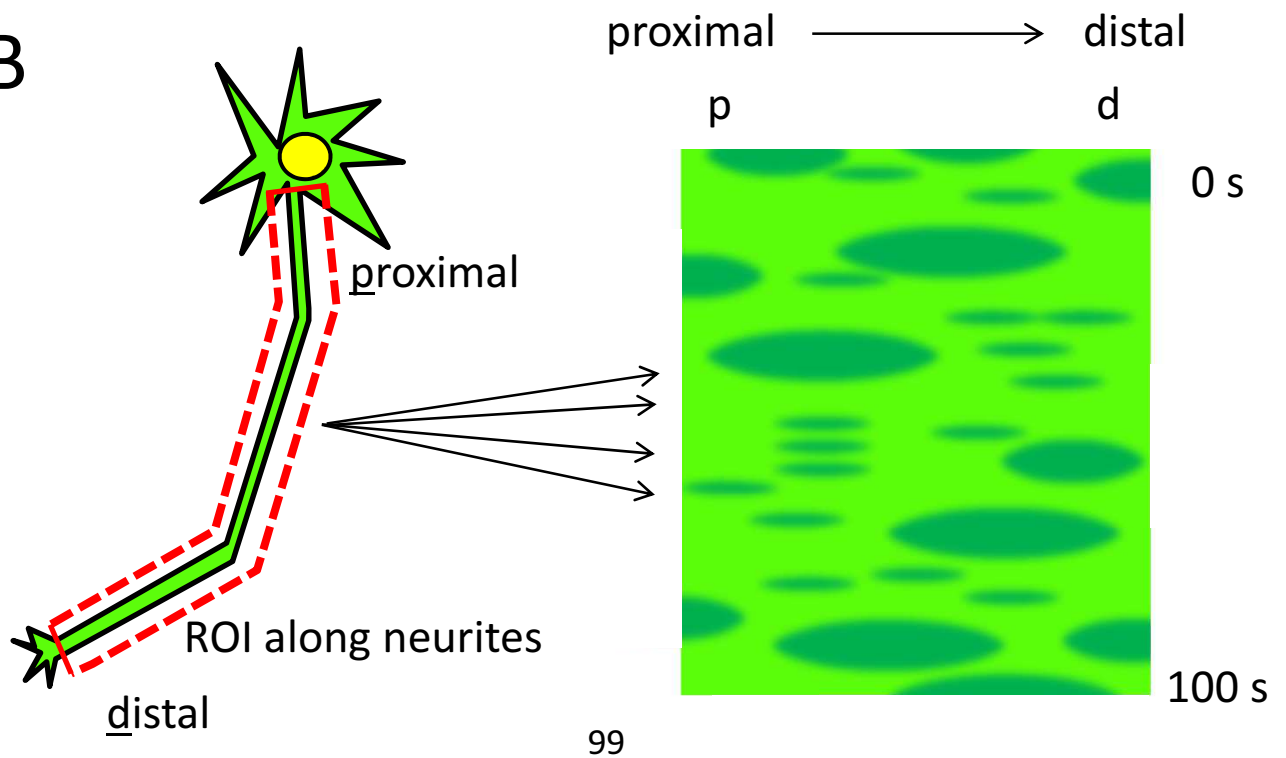 B
proximal
distal
p
d
0 s
proximal
ROI along neurites
distal
100 s
99